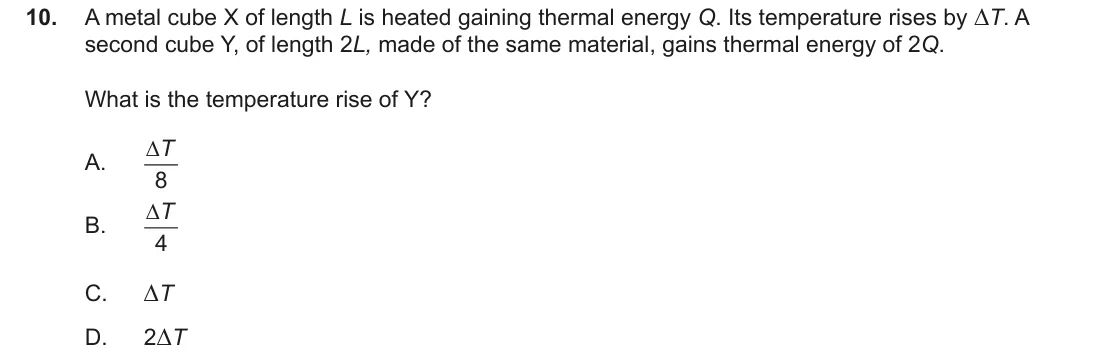 10. A metal cube X of length L is heated gaining thermal energy Q. Its temperature rises by ΔT. A
second cube Y, of length 2L, made of the same material, gains thermal energy of 2Q.
What is the temperature rise of Y?
A. ΔT
8
B. ΔT
4
C. ΔT
D. 2ΔT